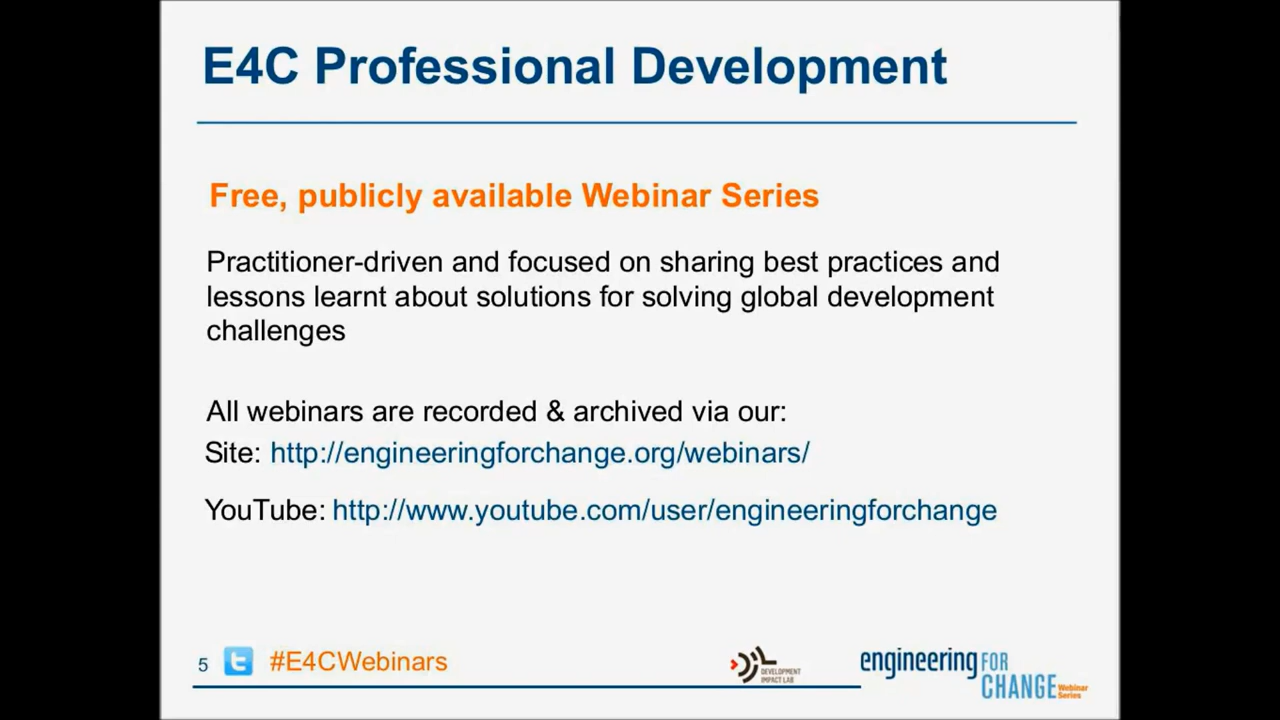 E4C Professional Development
Free, publicly available Webinar Series
Practitioner-driven and focused on sharing best practices and
lessons learnt about solutions for solving global development
challenges
All webinars are recorded & archived via our:
Site: http://engineeringforchange.org/webinars/
YouTube: http://www.youtube.com/user/engineeringforchange
5
#E4CWebinars
DEVELOPMENT
IMPACT LAB
engineering FOR
CHANGE Webinar
Series